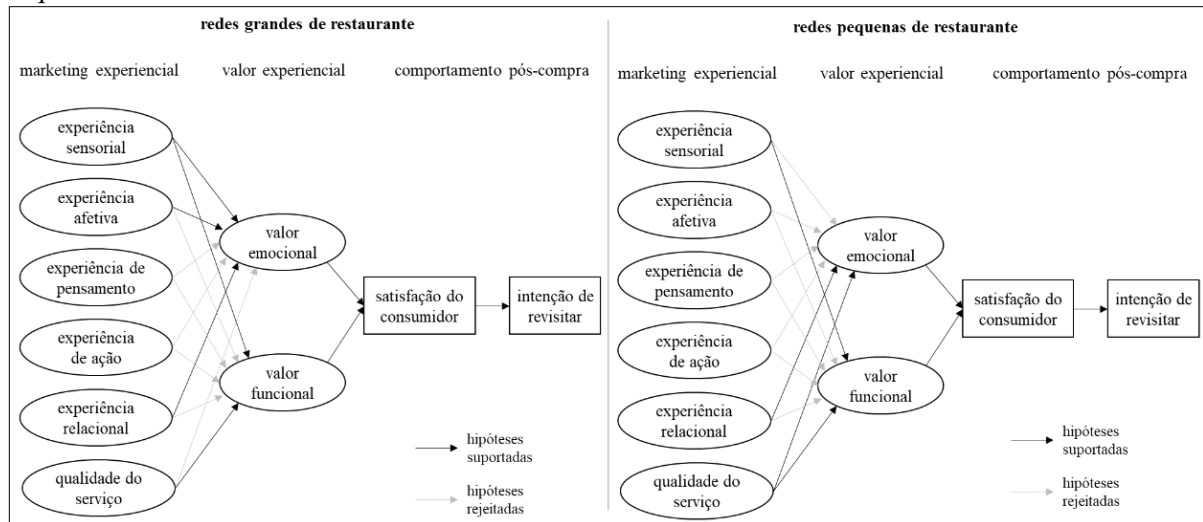 redes grandes de restaurante
marketing experiencial
valor experiencial
comportamento pós-compra
experiência
sensorial
experiência
afetiva
experiência de
pensamento
experiência
de ação
experiência
relacional
qualidade do
serviço
valor
emocional
valor
funcional
satisfação do
consumidor
intenção de
revisitar
hipóteses
suportadas
hipóteses
rejeitadas
redes pequenas de restaurante
marketing experiencial
valor experiencial
comportamento pós-compra
experiência
sensorial
experiência
afetiva
experiência de
pensamento
experiência
de ação
experiência
relacional
qualidade do
serviço
valor
emocional
valor
funcional
satisfação do
consumidor
intenção de
revisitar
hipóteses
suportadas
hipóteses
rejeitadas